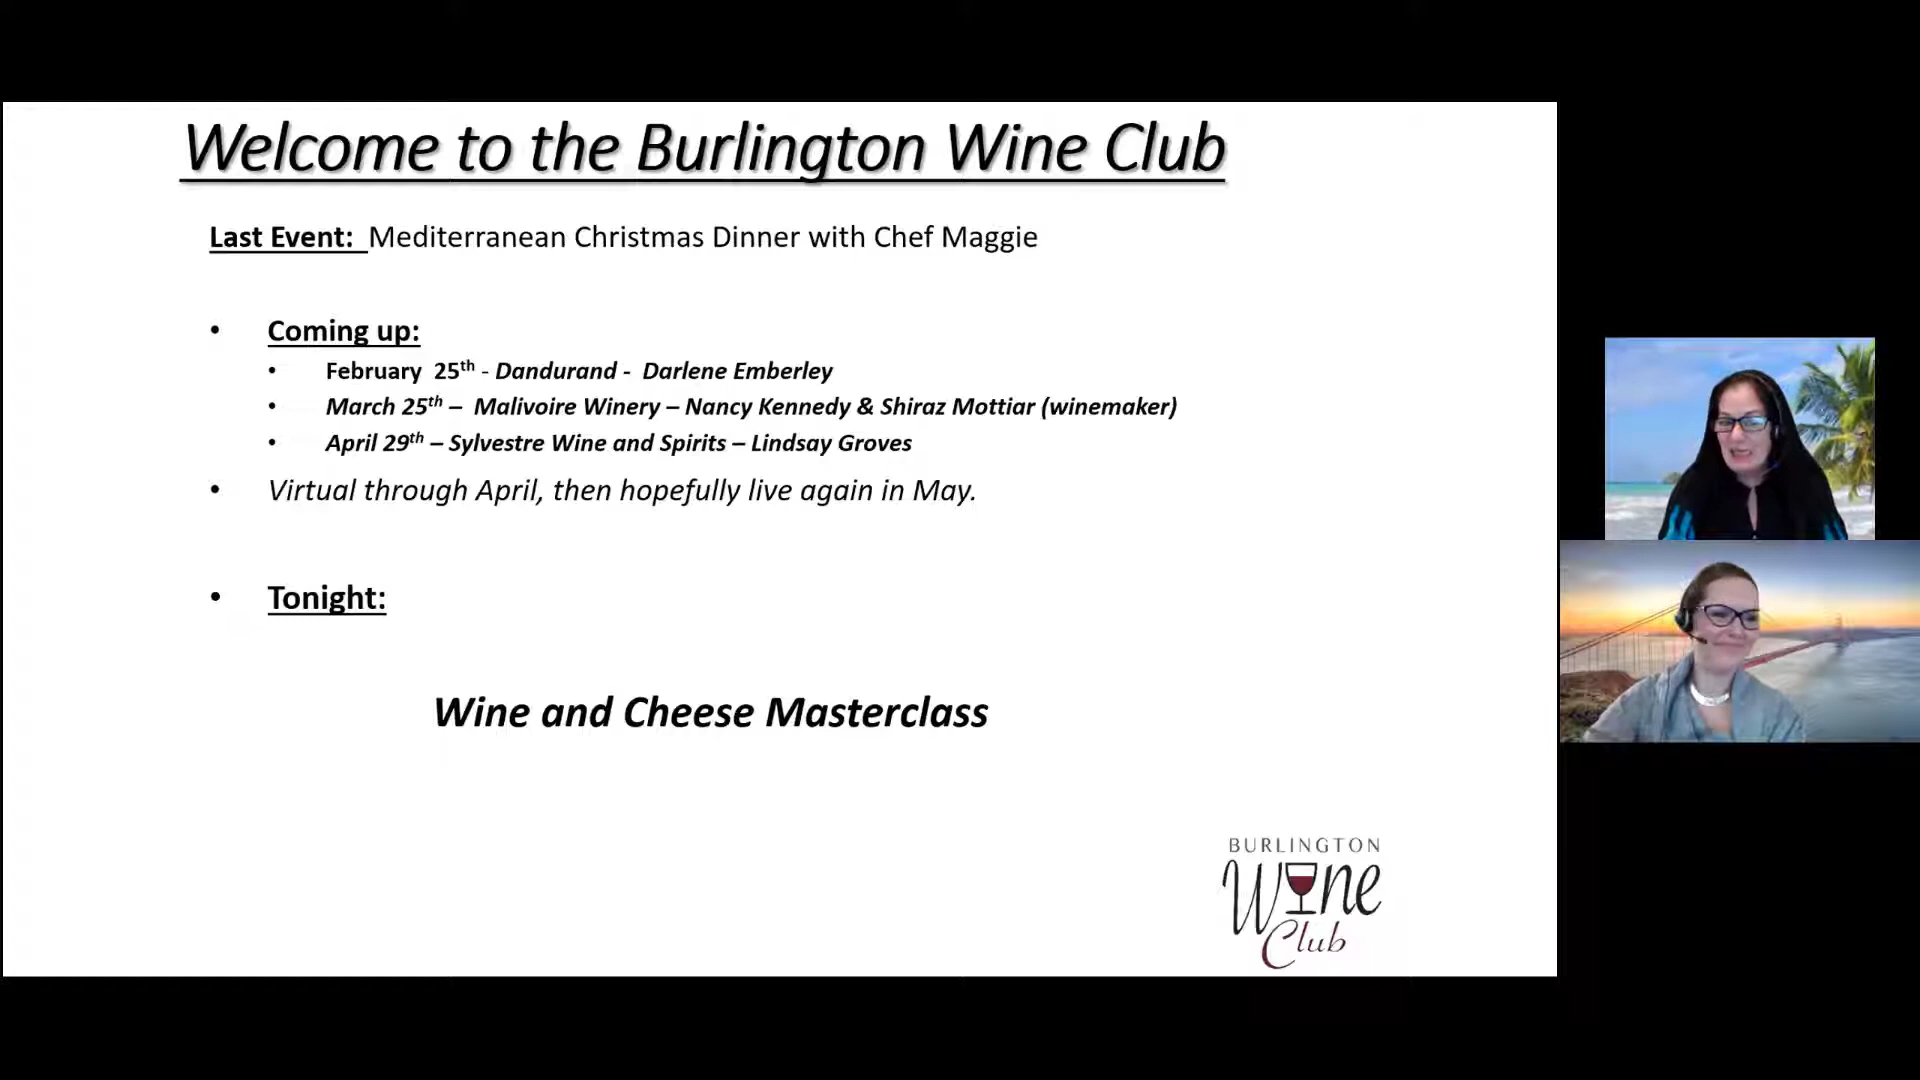 Welcome to the Burlington Wine Club
Last Event: Mediterranean Christmas Dinner with Chef Maggie
• Coming up:
• February 25th - Dandurand - Darlene Emberley
• March 25th – Malivoire Winery – Nancy Kennedy & Shiraz Mottiar (winemaker)
• April 29th – Sylvestre Wine and Spirits – Lindsay Groves
• Virtual through April, then hopefully live again in May.
• Tonight:
Wine and Cheese Masterclass
BURLINGTON
Wine
Club